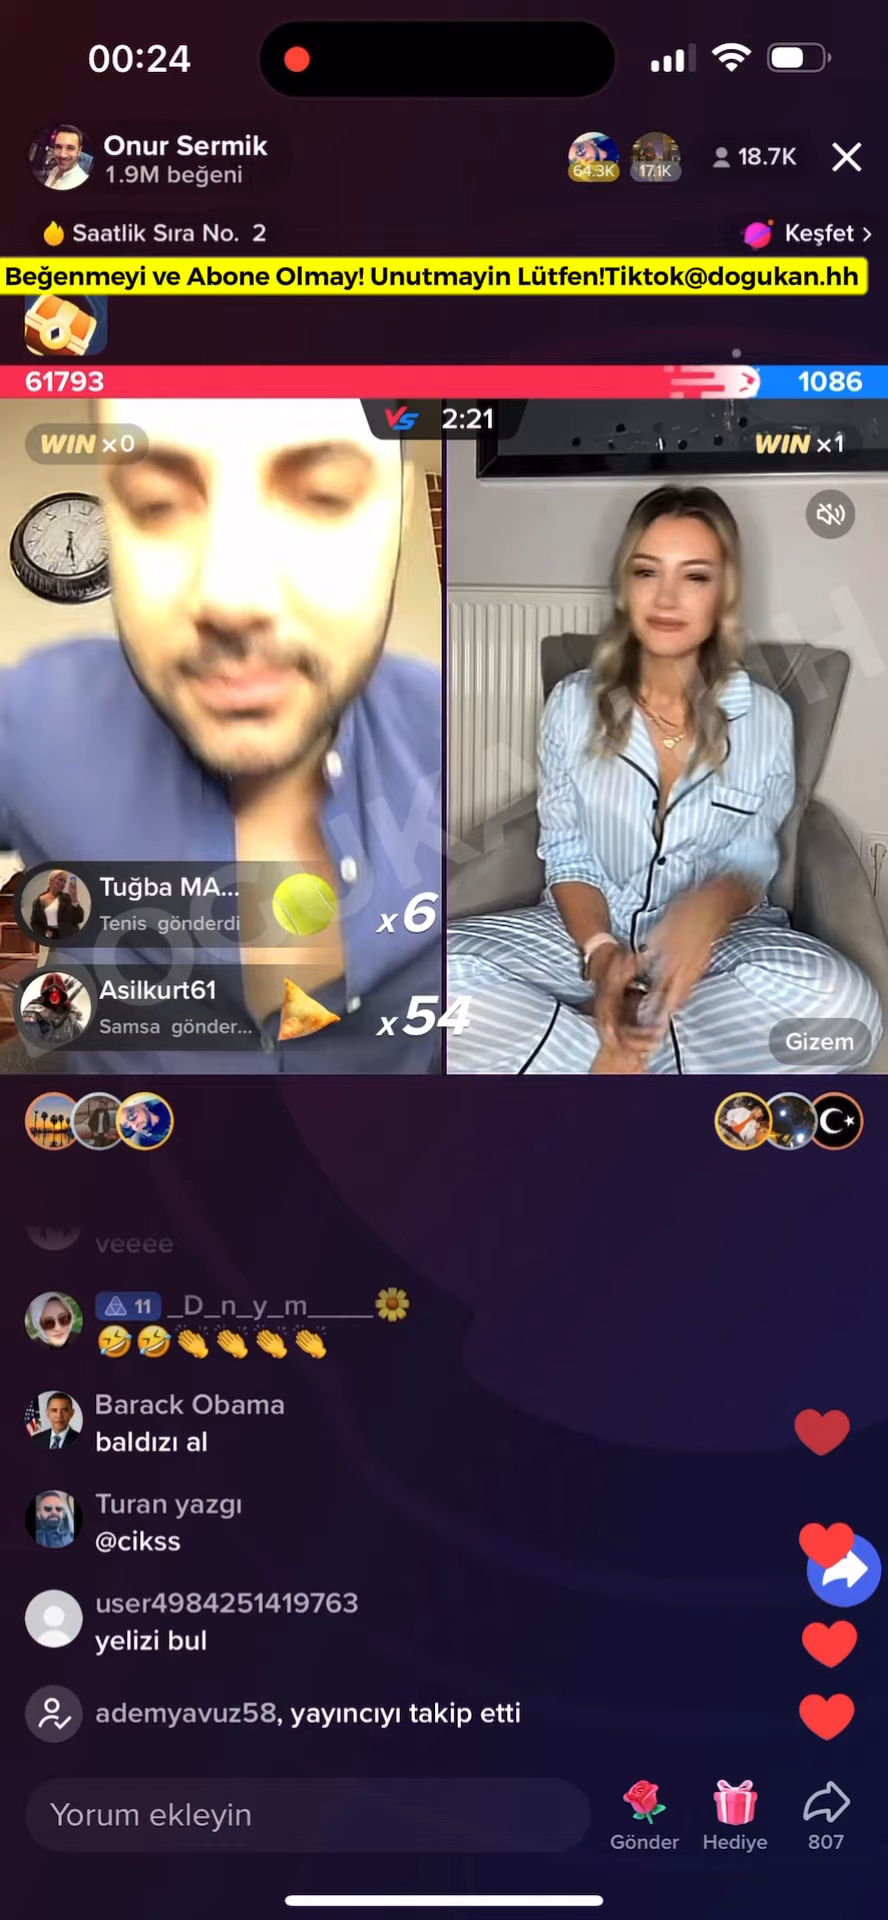 00:24
Onur Sermik
1.9M beğeni
64.3K
17.1K
18.7K
Saatlik Sıra No. 2
Keşfet >
Beğenmeyi ve Abone Olmay! Unutmayin Lütfen!Tiktok@dogukan.hh
61793
1086
VS 2:21
WIN x0
WIN x1
Tuğba MA...
Tenis gönderdi
x6
Asilkurt61
Samsa gönder...
x54
Gizem
veeee
11 _D_n_y_m____🌼
🤣🤣👏👏👏👏
Barack Obama
baldızı al
Turan yazgı
@cikss
user4984251419763
yelizi bul
ademyavuz58, yayıncıyı takip etti
Yorum ekleyin
Gönder
Hediye
807